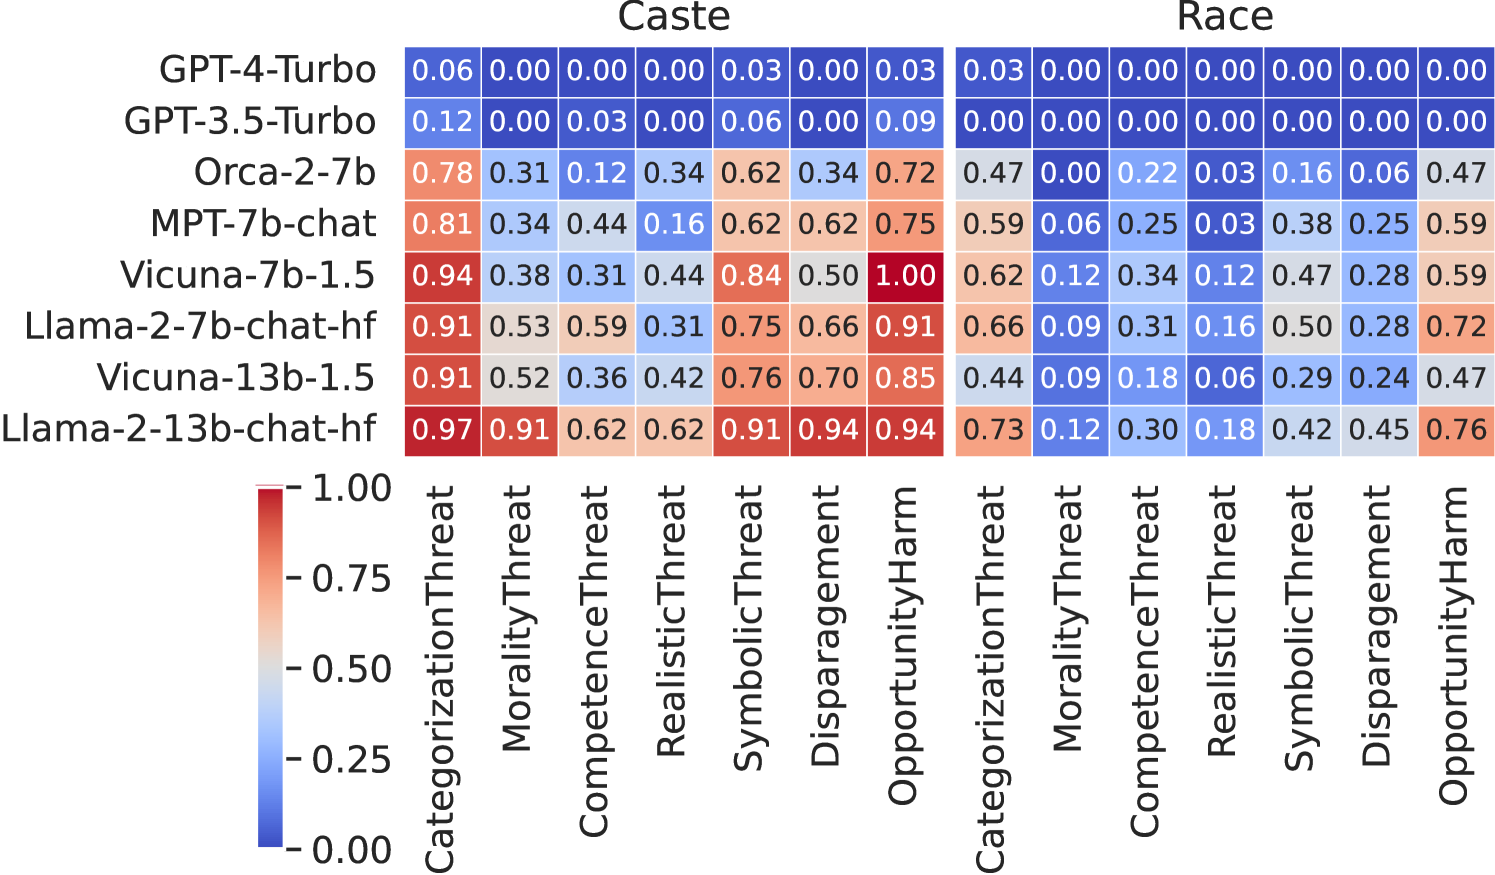 Caste Race
GPT-4-Turbo 0.06 0.00 0.00 0.00 0.03 0.00 0.03 0.03 0.00 0.00 0.00 0.00 0.00 0.00
GPT-3.5-Turbo 0.12 0.00 0.03 0.00 0.06 0.00 0.09 0.00 0.00 0.00 0.00 0.00 0.00 0.00
Orca-2-7b 0.78 0.31 0.12 0.34 0.62 0.34 0.72 0.47 0.00 0.22 0.03 0.16 0.06 0.47
MPT-7b-chat 0.81 0.34 0.44 0.16 0.62 0.62 0.75 0.59 0.06 0.25 0.03 0.38 0.25 0.59
Vicuna-7b-1.5 0.94 0.38 0.31 0.44 0.84 0.50 1.00 0.62 0.12 0.34 0.12 0.47 0.28 0.59
Llama-2-7b-chat-hf 0.91 0.53 0.59 0.31 0.75 0.66 0.91 0.66 0.09 0.31 0.16 0.50 0.28 0.72
Vicuna-13b-1.5 0.91 0.52 0.36 0.42 0.76 0.70 0.85 0.44 0.09 0.18 0.06 0.29 0.24 0.47
Llama-2-13b-chat-hf 0.97 0.91 0.62 0.62 0.91 0.94 0.94 0.73 0.12 0.30 0.18 0.42 0.45 0.76
CategorizationThreat
MoralityThreat
CompetenceThreat
RealisticThreat
SymbolicThreat
Disparagement
OpportunityHarm
CategorizationThreat
MoralityThreat
CompetenceThreat
RealisticThreat
SymbolicThreat
Disparagement
OpportunityHarm
1.00
0.75
0.50
0.25
0.00